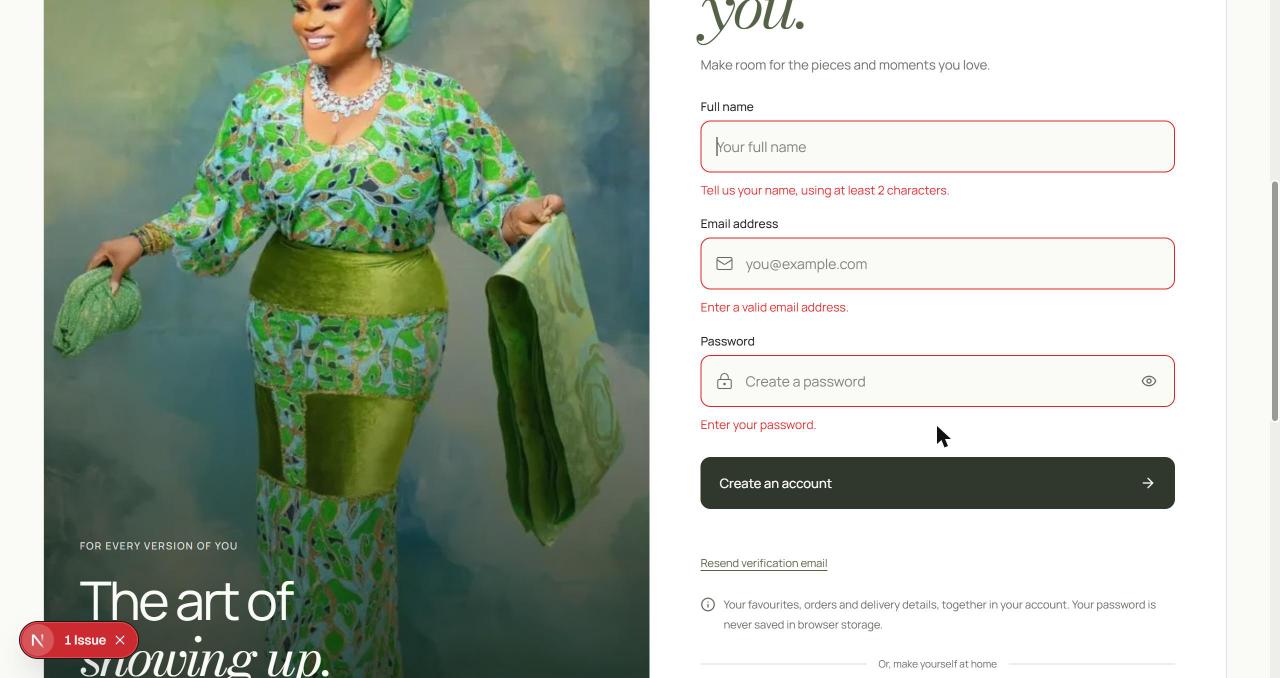 you.
Make room for the pieces and moments you love.
Full name
Your full name
Tell us your name, using at least 2 characters.
Email address
you@example.com
Enter a valid email address.
Password
Create a password
Enter your password.
Create an account
Resend verification email
Your favourites, orders and delivery details, together in your account. Your password is
never saved in browser storage.
Or, make yourself at home
FOR EVERY VERSION OF YOU
The art of
showing up.
N 1 Issue